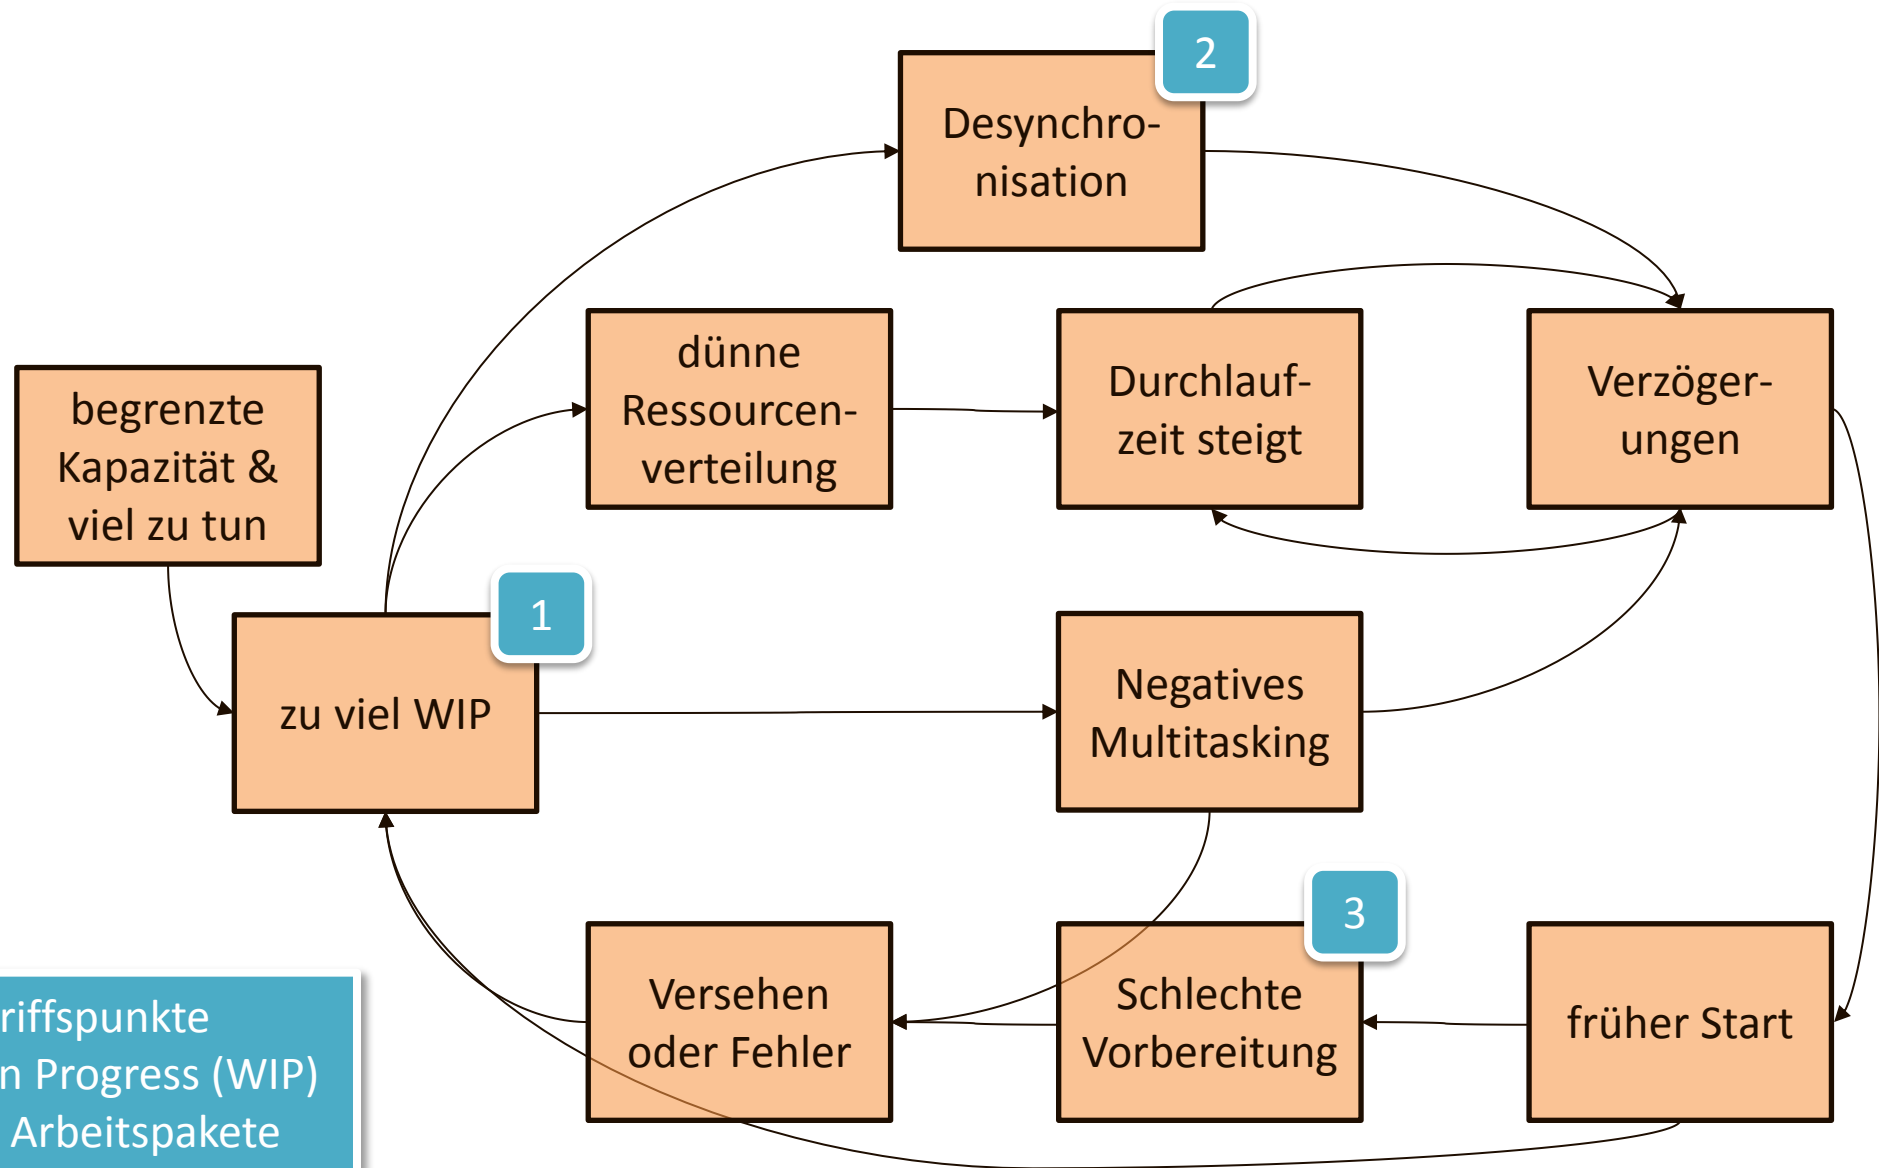 2
Desynchro-
nisation
dünne
Ressourcen-
verteilung
Durchlauf-
zeit steigt
Verzöger-
ungen
begrenzte
Kapazität &
viel zu tun
1
zu viel WIP
Negatives
Multitasking
3
Versehen
oder Fehler
Schlechte
Vorbereitung
früher Start
riffspunkte
n Progress (WIP)
Arbeitspakete